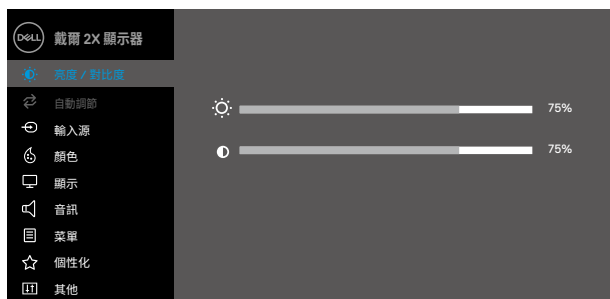 DELL 戴爾 2X 顯示器
亮度 / 對比度
自動調節
75%
輸入源
顏色
75%
顯示
音訊
菜單
個性化
其他